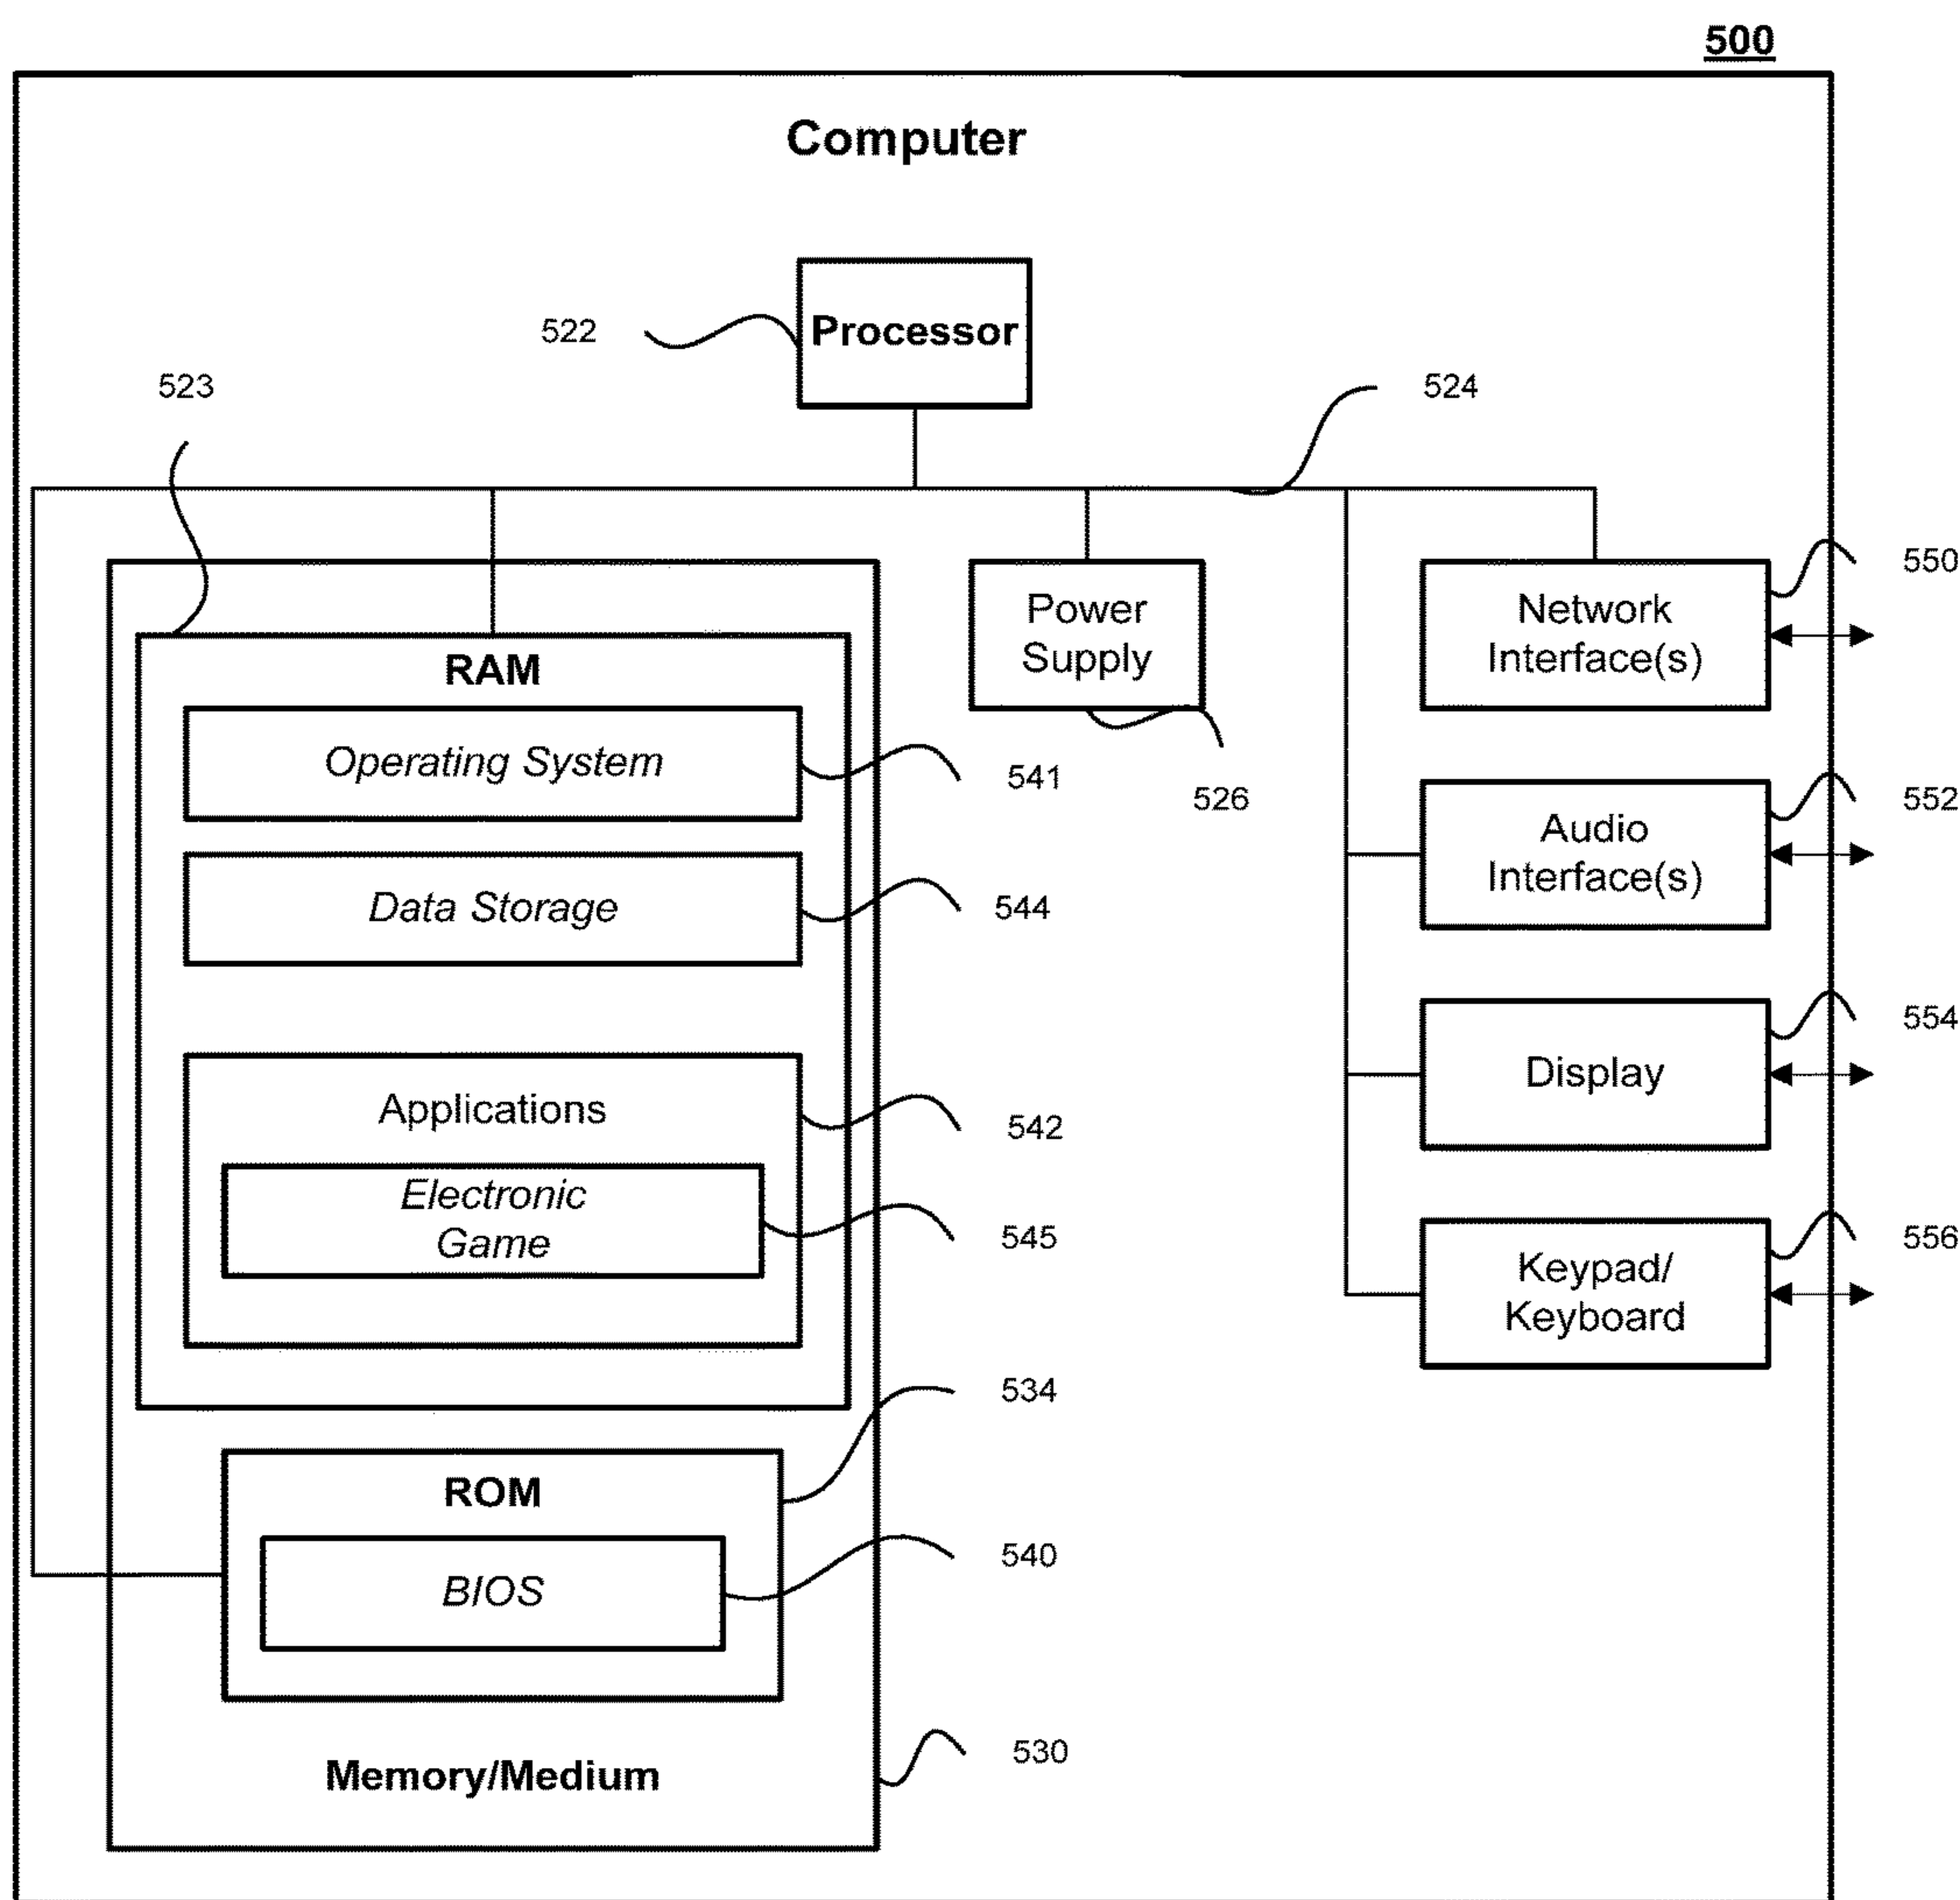 500
Computer
522
Processor
523
524
550
Network
Interface(s)
Power
Supply
RAM
Operating System
541
526
552
Audio
Interface(s)
Data Storage
544
554
Display
Applications
542
Electronic
Game
545
556
Keypad/
Keyboard
534
ROM
540
BIOS
530
Memory/Medium